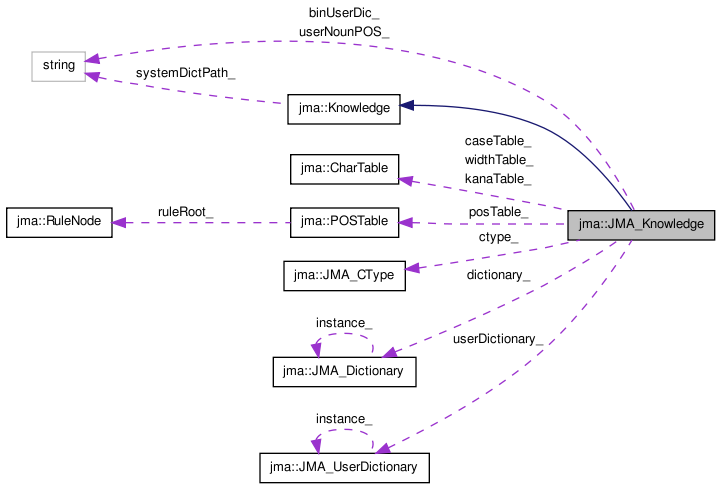 binUserDic_
userNounPOS_
string
systemDictPath_
jma::Knowledge
caseTable_
widthTable_
kanaTable_
jma::CharTable
jma::RuleNode
ruleRoot_
jma::POSTable
posTable_
jma::JMA_Knowledge
ctype_
jma::JMA_CType
dictionary_
instance_
jma::JMA_Dictionary
userDictionary_
instance_
jma::JMA_UserDictionary